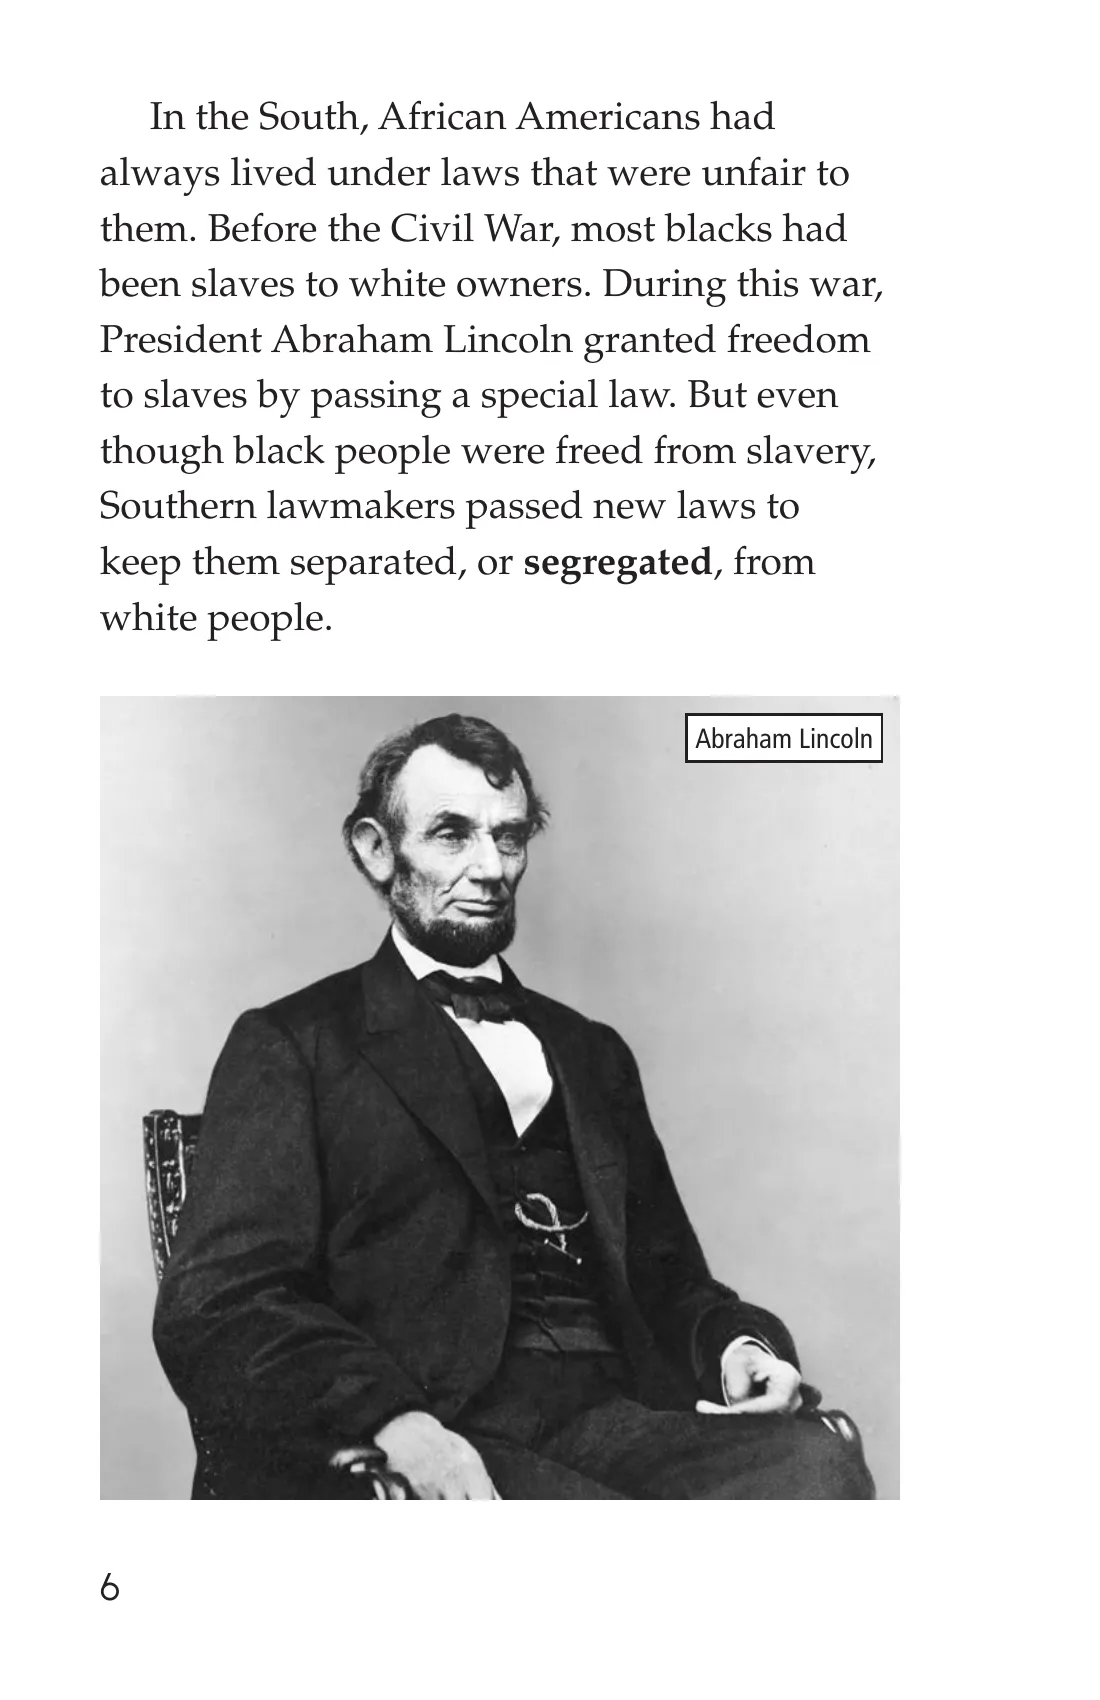 In the South, African Americans had
always lived under laws that were unfair to
them. Before the Civil War, most blacks had
been slaves to white owners. During this war,
President Abraham Lincoln granted freedom
to slaves by passing a special law. But even
though black people were freed from slavery,
Southern lawmakers passed new laws to
keep them separated, or segregated, from
white people.
Abraham Lincoln
6